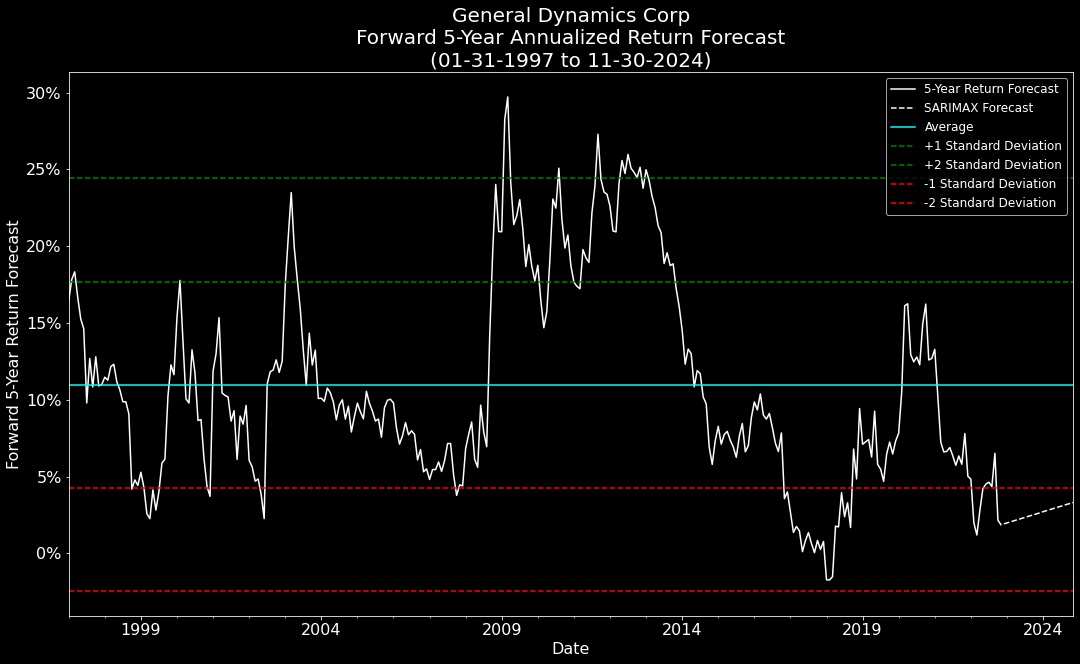 General Dynamics Corp
Forward 5-Year Annualized Return Forecast
(01-31-1997 to 11-30-2024)
5-Year Return Forecast
SARIMAX Forecast
Average
+1 Standard Deviation
+2 Standard Deviation
-1 Standard Deviation
-2 Standard Deviation
Forward 5-Year Return Forecast
30%
25%
20%
15%
10%
5%
0%
1999
2004
2009
2014
2019
2024
Date